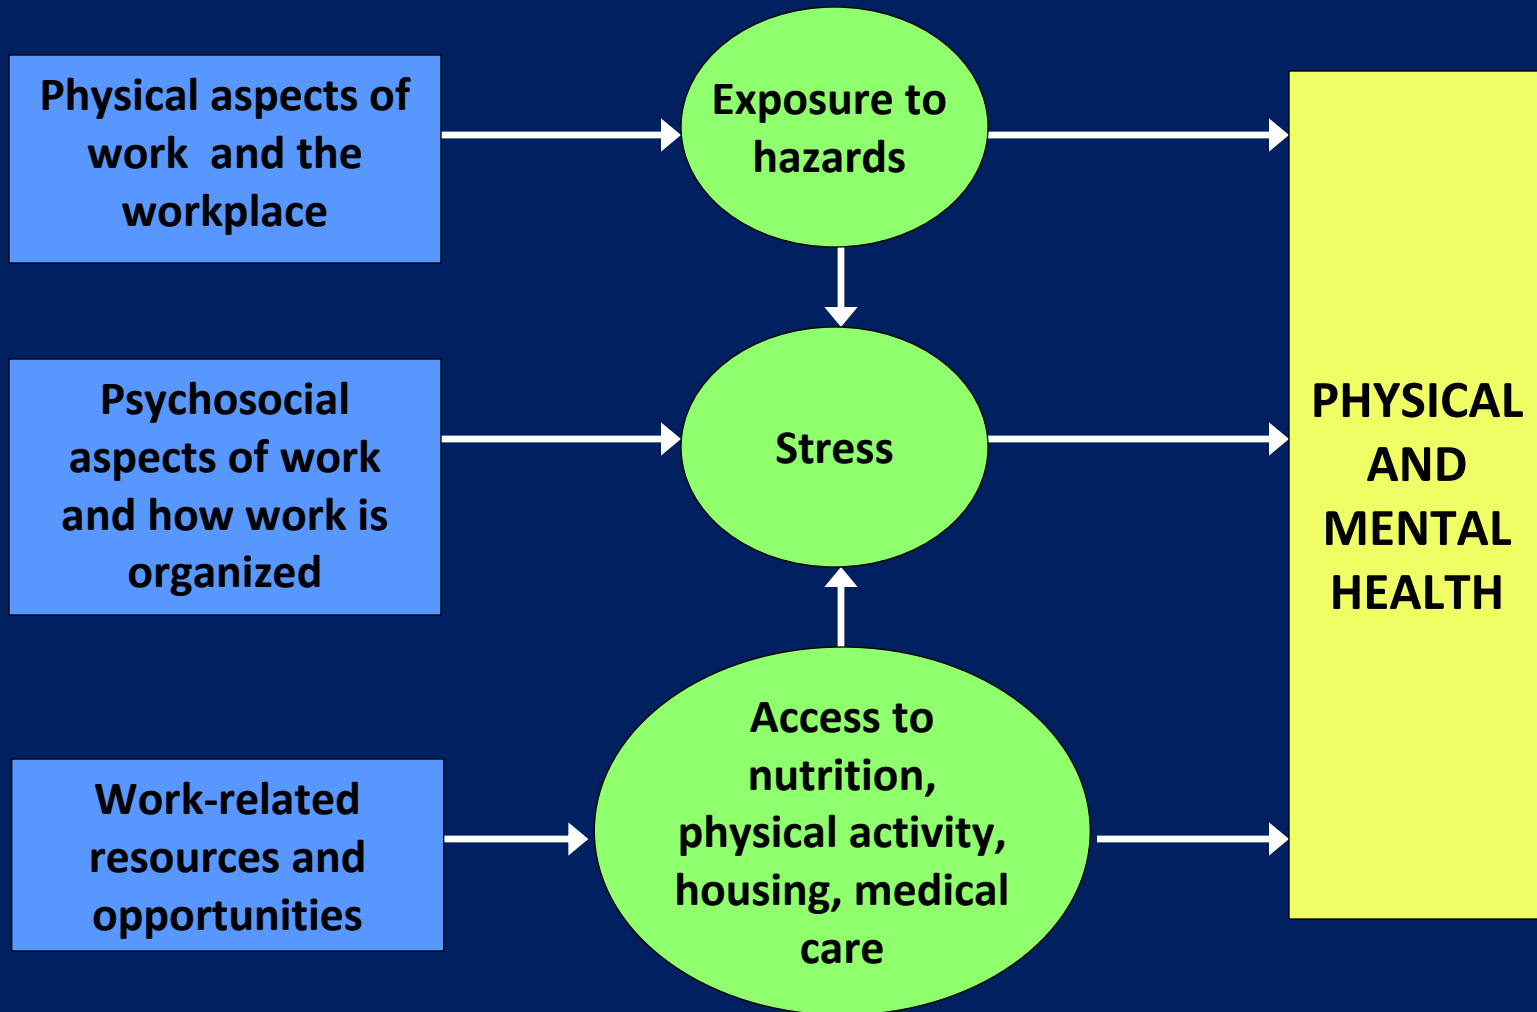 Physical aspects of
work and the
workplace
Exposure to
hazards
Psychosocial
aspects of work
and how work is
organized
Stress
Work-related
resources and
opportunities
Access to
nutrition,
physical activity,
housing, medical
care
PHYSICAL
AND
MENTAL
HEALTH